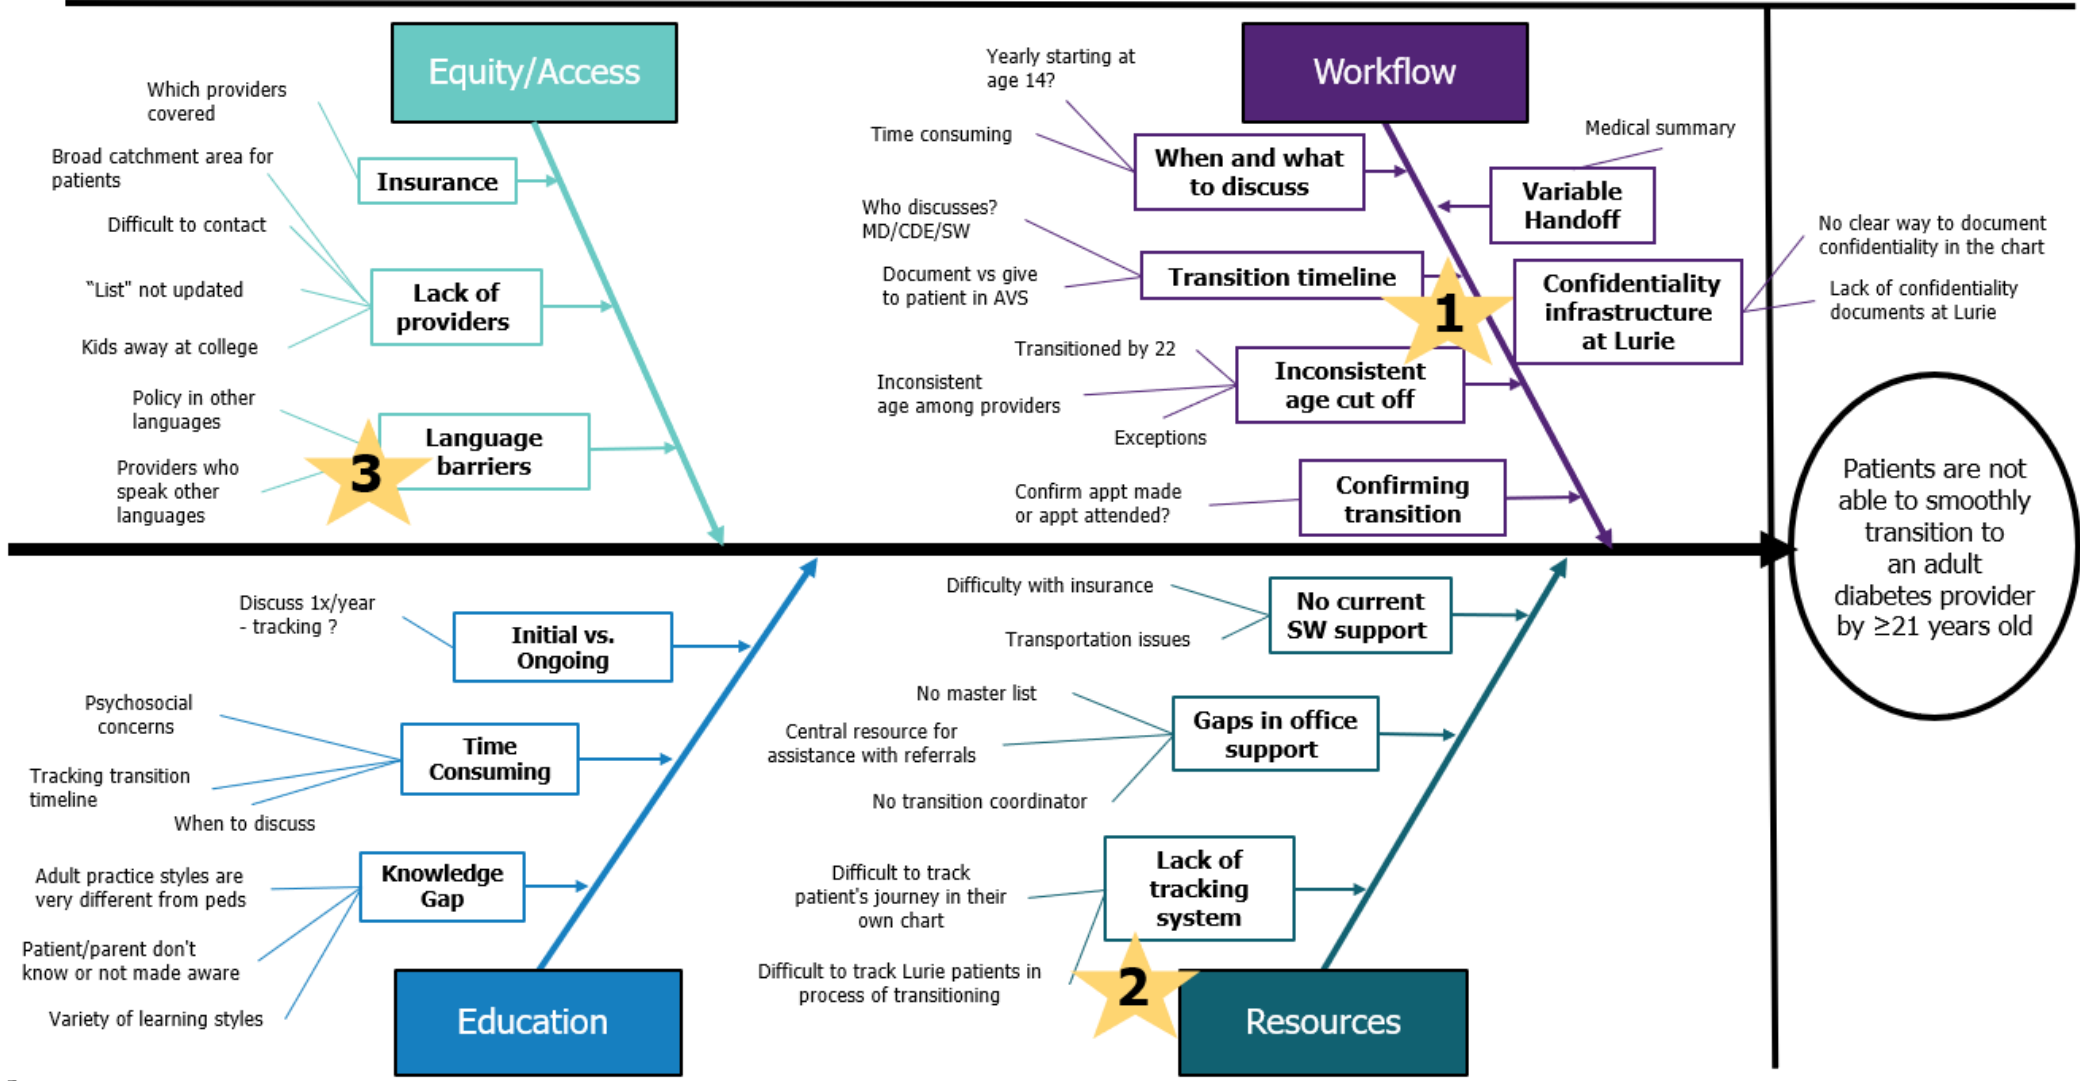 Equity/Access
Which providers
covered
Insurance
Broad catchment area for
patients
Difficult to contact
“List" not updated
Kids away at college
Lack of
providers
Policy in other
languages
Providers who
speak other
languages
3
Language
barriers
Workflow
Yearly starting at
age 14?
Time consuming
When and what
to discuss
Medical summary
Variable
Handoff
Who discusses?
MD/CDE/SW
Document vs give
to patient in AVS
Transition timeline
1
No clear way to document
confidentiality in the chart
Lack of confidentiality
documents at Lurie
Confidentiality
infrastructure
at Lurie
Transitioned by 22
Inconsistent
age among providers
Exceptions
Inconsistent
age cut off
Confirm appt made
or appt attended?
Confirming
transition
Patients are not
able to smoothly
transition to
an adult
diabetes provider
by ≥21 years old
Discuss 1x/year
- tracking ?
Initial vs.
Ongoing
Psychosocial
concerns
Tracking transition
timeline
When to discuss
Time
Consuming
Adult practice styles are
very different from peds
Patient/parent don't
know or not made aware
Variety of learning styles
Knowledge
Gap
Education
Difficulty with insurance
Transportation issues
No current
SW support
No master list
Central resource for
assistance with referrals
No transition coordinator
Gaps in office
support
Difficult to track
patient's journey in their
own chart
Difficult to track Lurie patients in
process of transitioning
Lack of
tracking
system
2
Resources